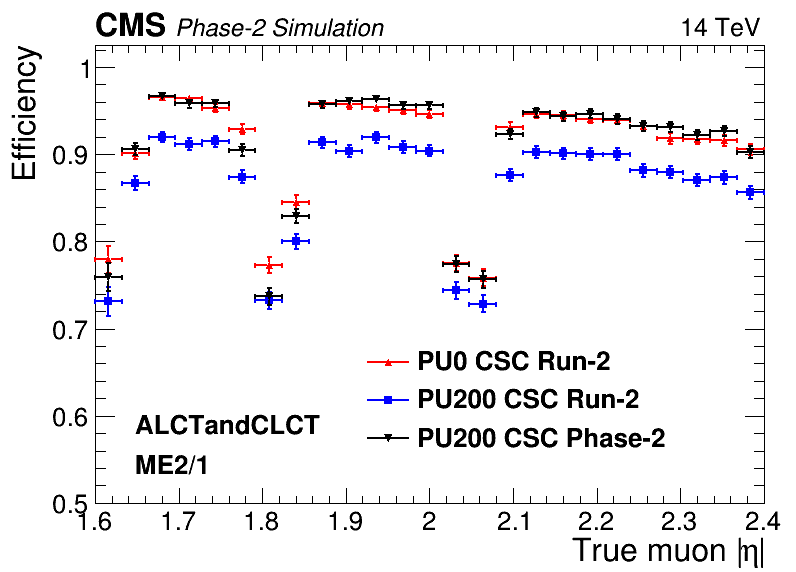 CMS Phase-2 Simulation 14 TeV
Efficiency
1
0.9
0.8
0.7
0.6
0.5
PU0 CSC Run-2
PU200 CSC Run-2
PU200 CSC Phase-2
ALCTandCLCT
ME2/1
1.6 1.7 1.8 1.9 2 2.1 2.2 2.3 2.4
True muon |η|